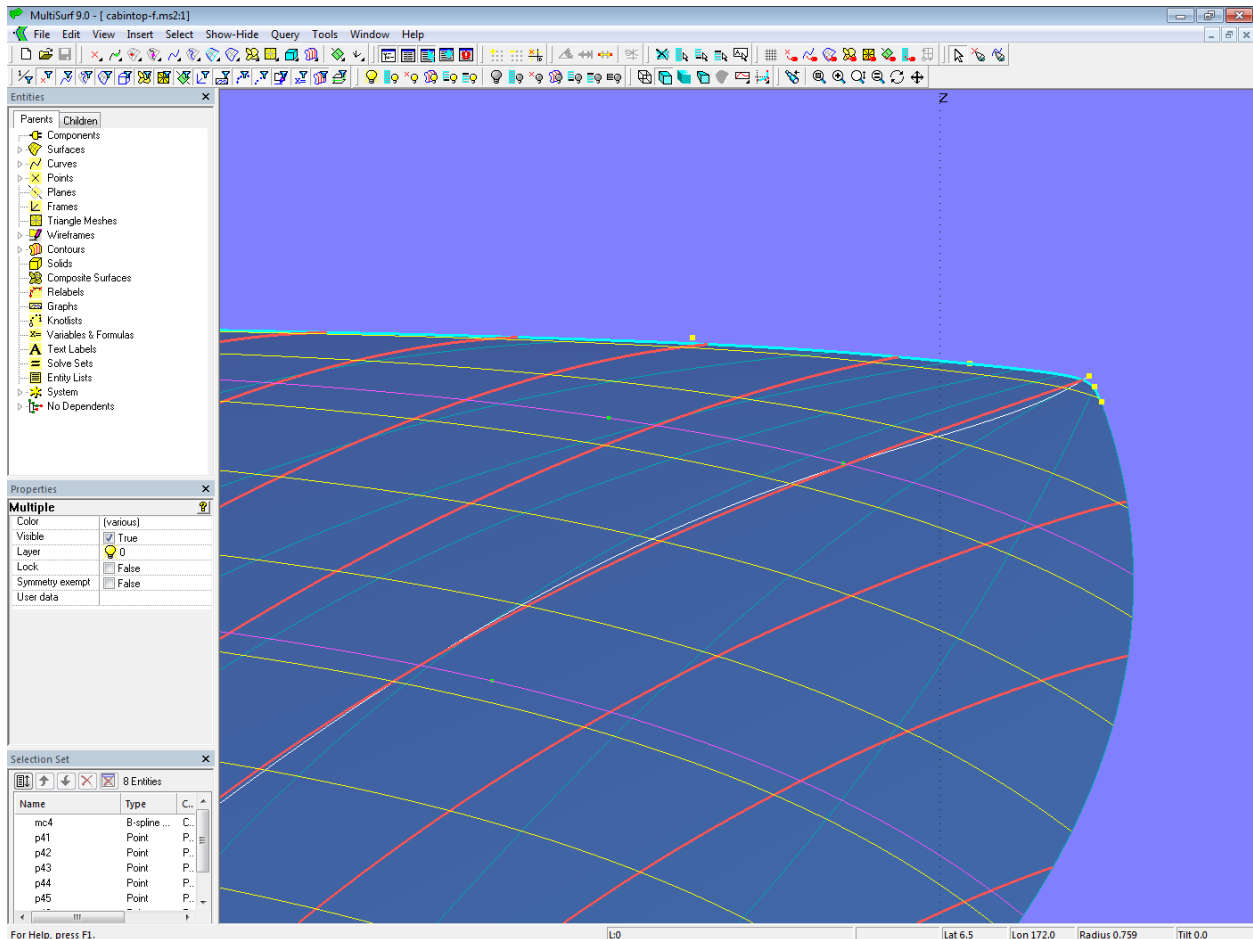 MultiSurf 9.0 - [ cabintop-f.ms2:1]
File Edit View Insert Select Show-Hide Query Tools Window Help
Entities
Parents Children
Components
Surfaces
Curves
Points
Planes
Frames
Triangle Meshes
Wireframes
Contours
Solids
Composite Surfaces
Relabels
Graphs
Knotlists
Variables & Formulas
Text Labels
Solve Sets
Entity Lists
System
No Dependents
Z
Properties
Multiple
Color (various)
Visible True
Layer 0
Lock False
Symmetry exempt False
User data
Selection Set
8 Entities
Name Type C..
mc4 B-spline ... C..
p41 Point P..
p42 Point P..
p43 Point P..
p44 Point P..
p45 Point P..
For Help, press F1. L:0 Lat 6.5 Lon 172.0 Radius 0.759 Tilt 0.0